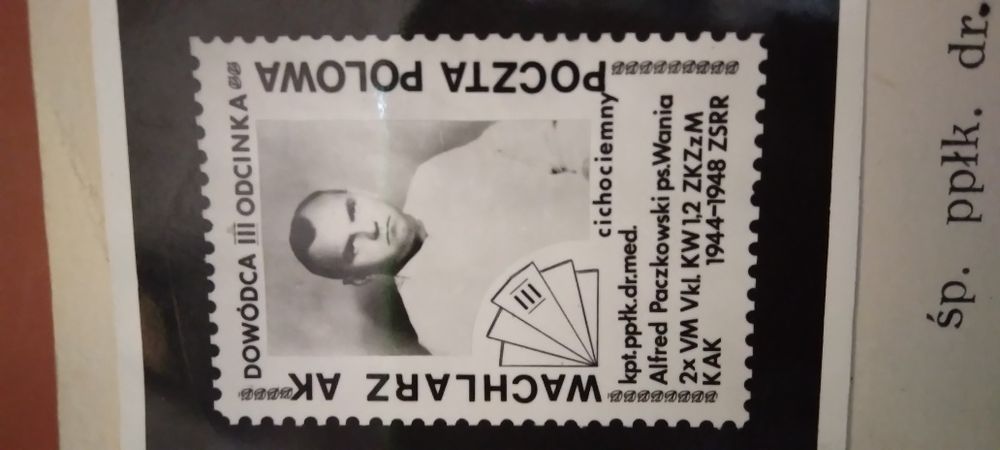 DOWÓDCA III ODCINKA
WACHLARZ AK
POCZTA POLOWA
III
cichociemny
kpt.ppłk.dr.med.
Alfred Paczkowski ps.Wania
2x VM Vkl. KW 1,2 ZKZzM
KAK 1944-1948 ZSRR
śp. ppłk. dr.